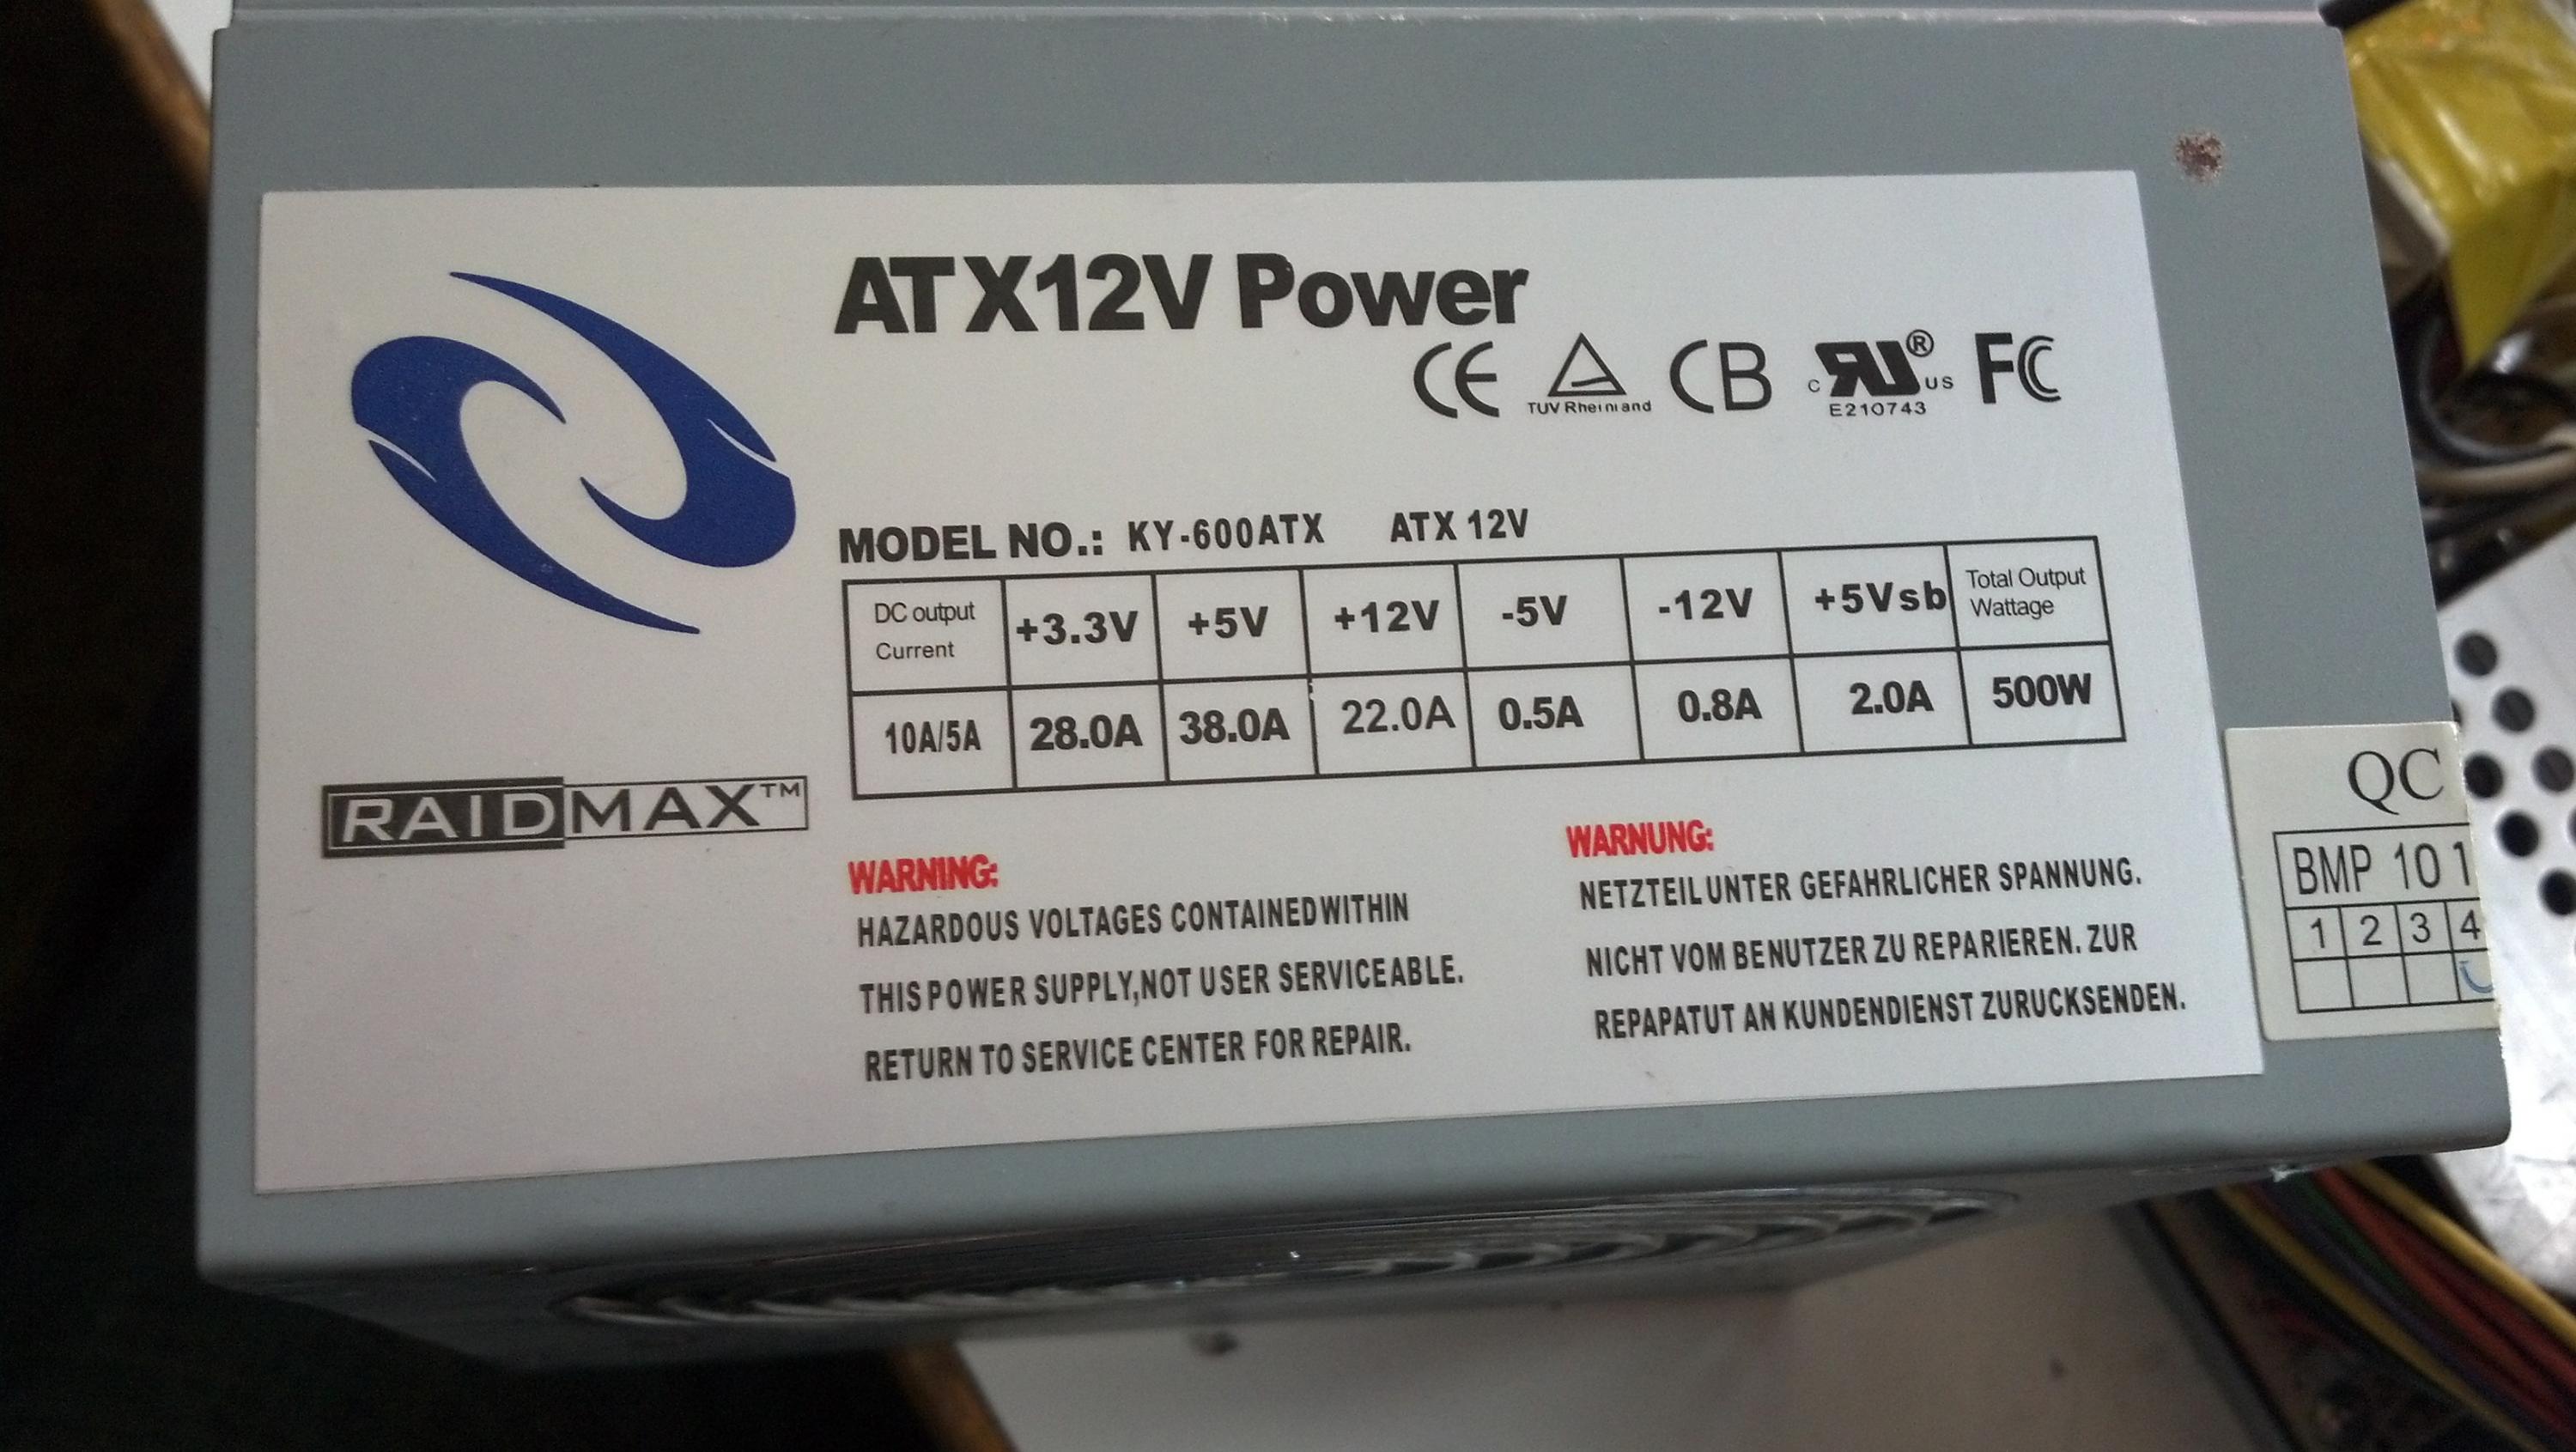 ATX12V Power
CE TUV Rheinland CB c RU® US FC
E210743
MODEL NO.: KY-600ATX ATX 12V
DC output Current +3.3V +5V +12V -5V -12V +5Vsb Total Output Wattage
10A/5A 28.0A 38.0A 22.0A 0.5A 0.8A 2.0A 500W
RAIDMAX™
WARNING:
HAZARDOUS VOLTAGES CONTAINED WITHIN
THIS POWER SUPPLY,NOT USER SERVICEABLE.
RETURN TO SERVICE CENTER FOR REPAIR.
WARNUNG:
NETZTEIL UNTER GEFAHRLICHER SPANNUNG.
NICHT VOM BENUTZER ZU REPARIEREN. ZUR
REPAPATUT AN KUNDENDIENST ZURUCKSENDEN.
QC
BMP 101
1 2 3 4